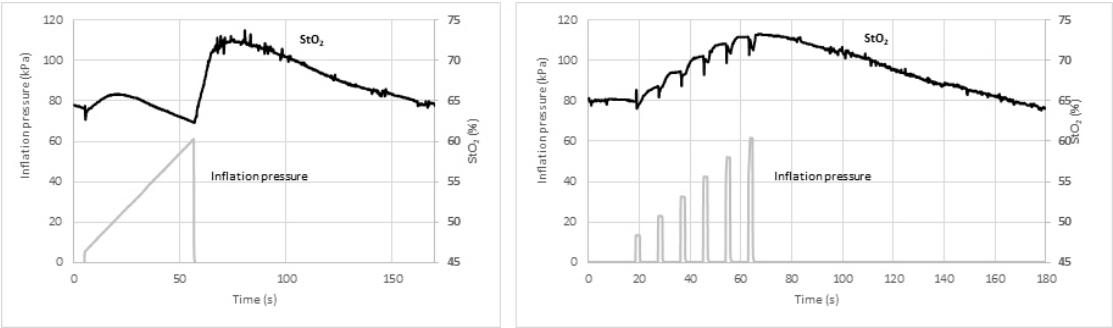 120
100
80
60
40
20
0
Inflation pressure (kPa)
StO₂
Inflation pressure
75
70
65
60
55
50
45
StO₂ (%)
0 50 100 150
Time (s)
120
100
80
60
40
20
0
Inflation pressure (kPa)
StO₂
Inflation pressure
75
70
65
60
55
50
45
StO₂ (%)
0 20 40 60 80 100 120 140 160 180
Time (s)